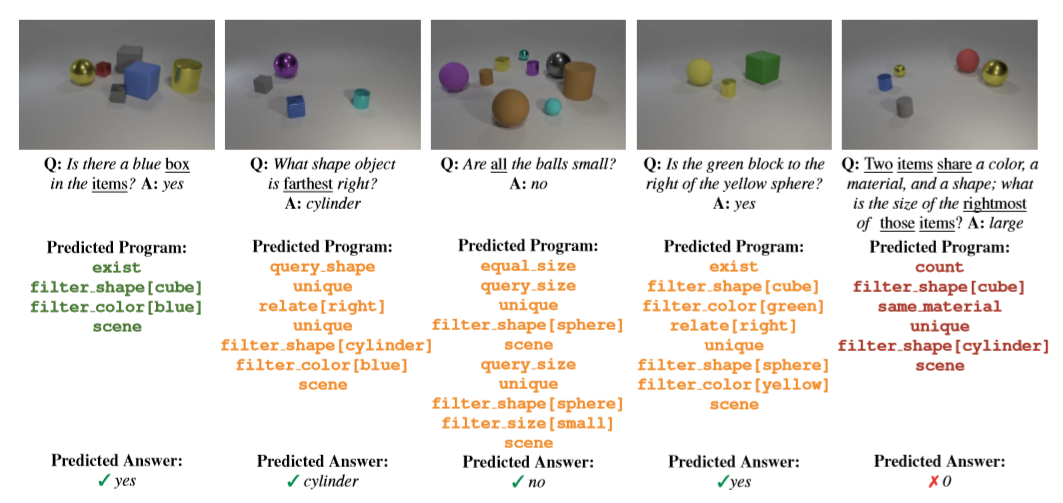 Q: Is there a blue box
in the items? A: yes
Predicted Program:
exist
filter_shape[cube]
filter_color[blue]
scene
Predicted Answer:
✓ yes
Q: What shape object
is farthest right?
A: cylinder
Predicted Program:
query_shape
unique
relate[right]
unique
filter_shape[cylinder]
filter_color[blue]
scene
Predicted Answer:
✓ cylinder
Q: Are all the balls small?
A: no
Predicted Program:
equal_size
query_size
unique
filter_shape[sphere]
scene
query_size
unique
filter_shape[sphere]
filter_size[small]
scene
Predicted Answer:
✓ no
Q: Is the green block to the
right of the yellow sphere?
A: yes
Predicted Program:
exist
filter_shape[cube]
filter_color[green]
relate[right]
unique
filter_shape[sphere]
filter_color[yellow]
scene
Predicted Answer:
✓yes
Q: Two items share a color, a
material, and a shape; what
is the size of the rightmost
of those items? A: large
Predicted Program:
count
filter_shape[cube]
same_material
unique
filter_shape[cylinder]
scene
Predicted Answer:
✗ 0